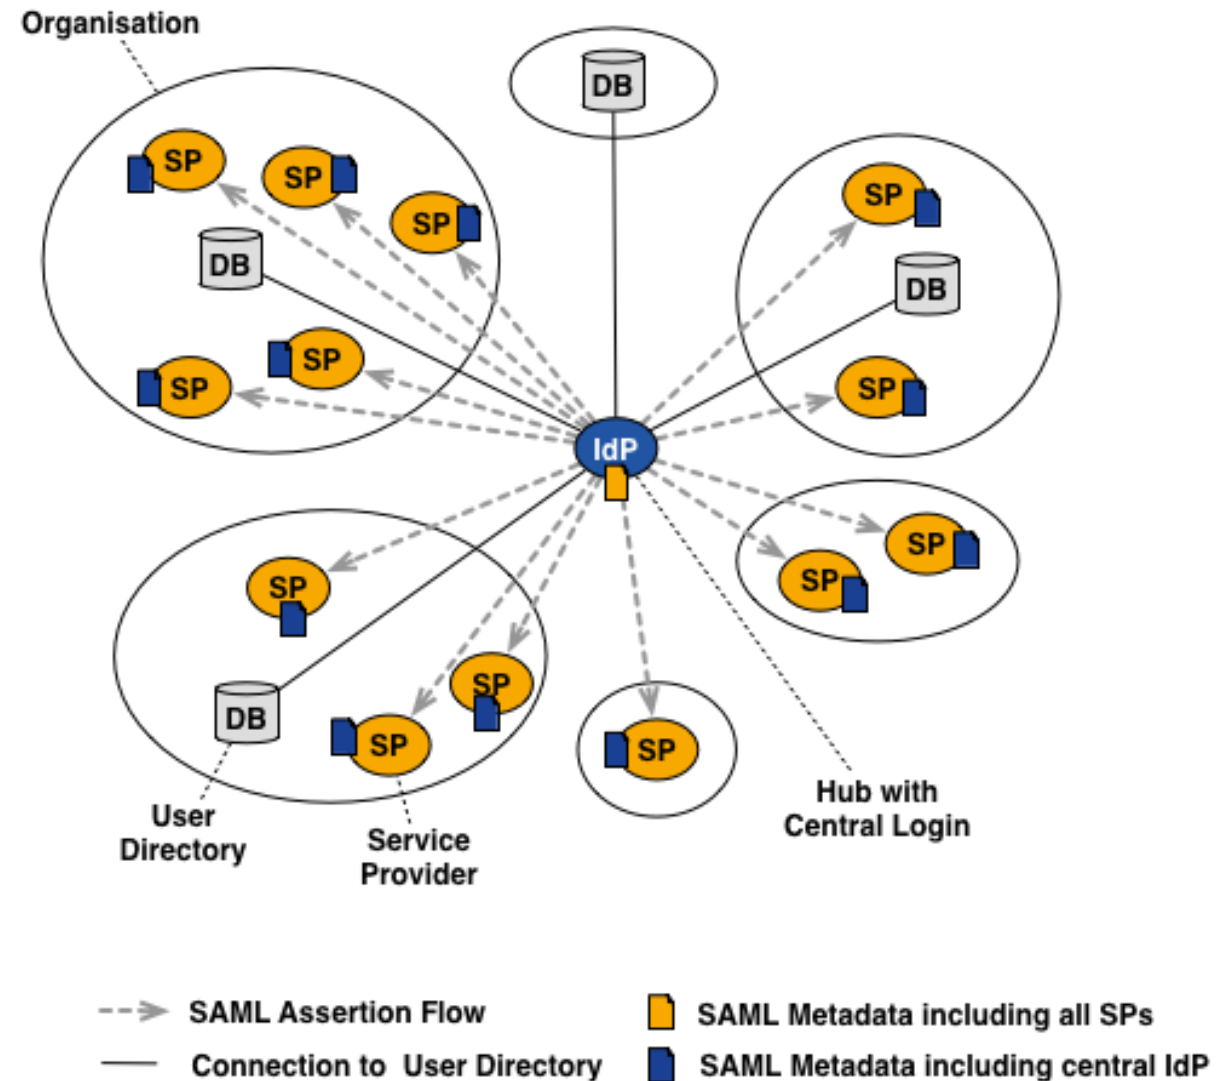 Organisation
DB
SP
SP
SP
SP
DB
DB
SP
SP
SP
IdP
SP
SP
SP
SP
DB
SP
SP
SP
User
Directory
Service
Provider
Hub with
Central Login
SAML Assertion Flow
SAML Metadata including all SPs
Connection to User Directory
SAML Metadata including central IdP